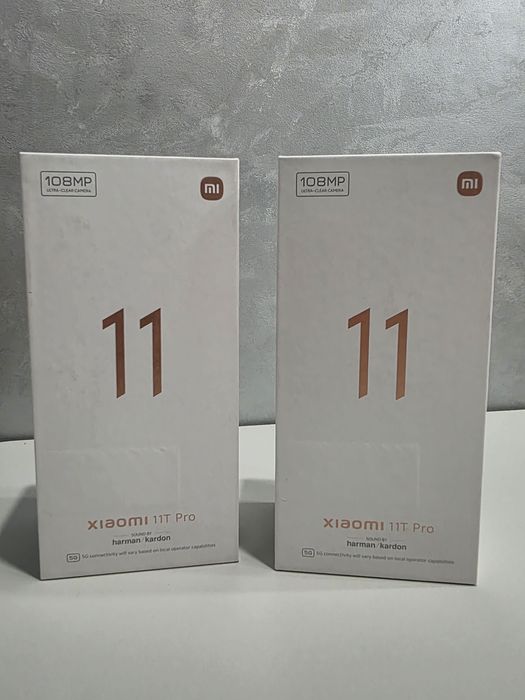 108MP
ULTRA-CLEAR CAMERA
mi
11
xiaomi 11T Pro
SOUND BY
harman/kardon
5G 5G connectivity will vary based on local operator capabilities
108MP
ULTRA-CLEAR CAMERA
mi
11
xiaomi 11T Pro
SOUND BY
harman/kardon
5G 5G connectivity will vary based on local operator capabilities